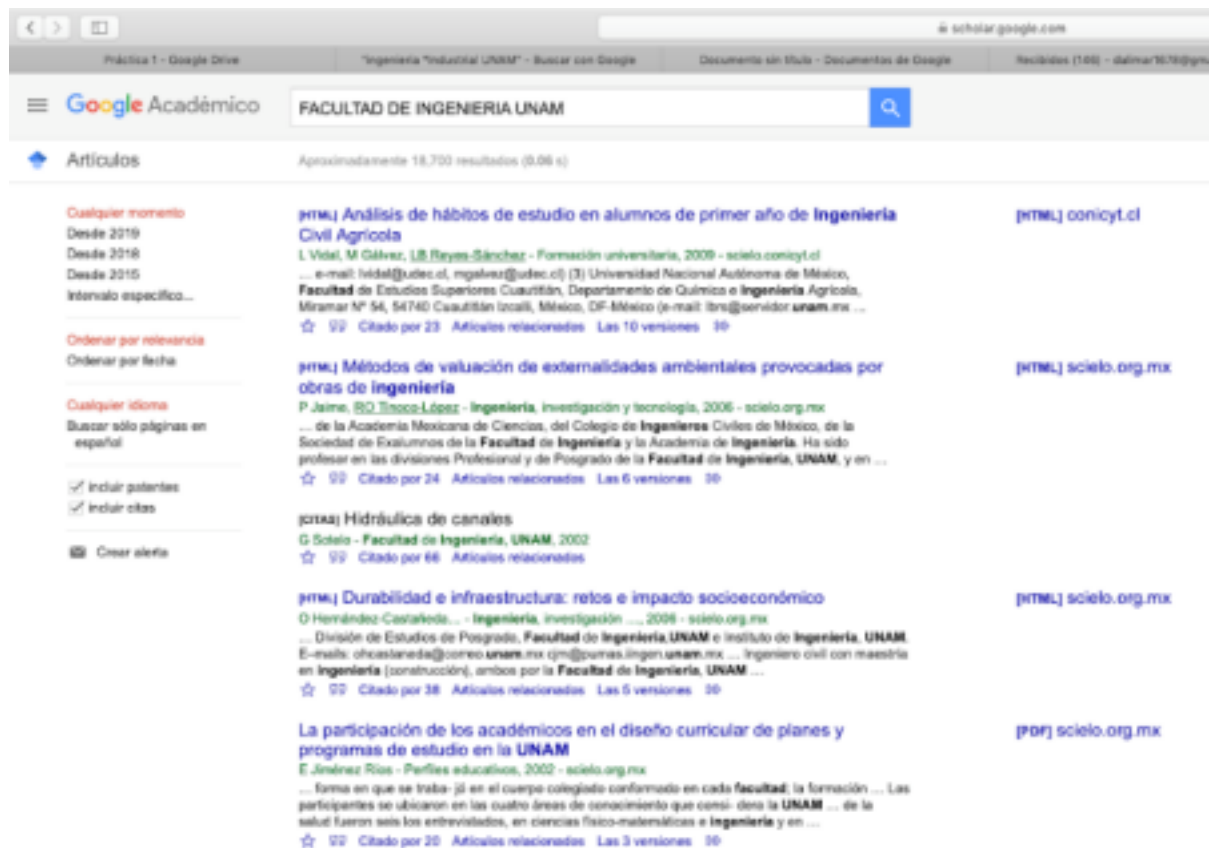 scholar.google.com
Práctica 1 - Google Drive
"Ingeniería "Industrial UNAM" - Buscar con Google
Documento sin título - Documentos de Google
Recibidos
Google Académico
FACULTAD DE INGENIERIA UNAM
Artículos
Aproximadamente 18,700 resultados (0.06 s)
Cualquier momento
Desde 2019
Desde 2018
Desde 2015
Intervalo específico...
Ordenar por relevancia
Ordenar por fecha
Cualquier idioma
Buscar sólo páginas en
español
incluir patentes
incluir citas
Crear alerta
[HTML] Análisis de hábitos de estudio en alumnos de primer año de Ingeniería
Civil Agrícola
L Vidal, M Gálvez, LB Reyes-Sánchez - Formación universitaria, 2009 - scielo.conicyt.cl
... e-mail: lvidal@udec.cl, mgalvez@udec.cl) (3) Universidad Nacional Autónoma de México,
Facultad de Estudios Superiores Cuautitlán, Departamento de Química e Ingeniería Agrícola,
Miramar N° 54, 54740 Cuautitlán Izcalli, México, DF-México (e-mail: lbrs@servidor.unam.mx ...
Citado por 23 Artículos relacionados Las 10 versiones
[HTML] conicyt.cl
[HTML] Métodos de valuación de externalidades ambientales provocadas por
obras de ingeniería
P Jaime, RO Tinoco-López - Ingeniería, investigación y tecnología, 2006 - scielo.org.mx
... de la Academia Mexicana de Ciencias, del Colegio de Ingenieros Civiles de México, de la
Sociedad de Exalumnos de la Facultad de Ingeniería y la Academia de Ingeniería. Ha sido
profesor en las divisiones Profesional y de Posgrado de la Facultad de Ingeniería, UNAM, y en ...
Citado por 24 Artículos relacionados Las 6 versiones
[HTML] scielo.org.mx
[CITAS] Hidráulica de canales
G Sotelo - Facultad de Ingeniería, UNAM, 2002
Citado por 66 Artículos relacionados
[HTML] Durabilidad e infraestructura: retos e impacto socioeconómico
O Hernández-Castañeda... - Ingeniería, investigación ..., 2006 - scielo.org.mx
... División de Estudios de Posgrado, Facultad de Ingeniería,UNAM e Instituto de Ingeniería, UNAM.
E-mails: ohcastaneda@correo.unam.mx cjm@pumas.iingen.unam.mx ... Ingeniero civil con maestría
en ingeniería (construcción), ambos por la Facultad de Ingeniería, UNAM ...
Citado por 38 Artículos relacionados Las 5 versiones
[HTML] scielo.org.mx
La participación de los académicos en el diseño curricular de planes y
programas de estudio en la UNAM
E Jiménez Ríos - Perfiles educativos, 2002 - scielo.org.mx
... forma en que se traba- jó en el cuerpo colegiado conformado en cada facultad; la formación ... Las
participantes se ubicaron en las cuatro áreas de conocimiento que consi- dera la UNAM ... de la
salud fueron seis los entrevistados, en ciencias físico-matemáticas e ingeniería y en ...
Citado por 20 Artículos relacionados Las 3 versiones
[PDF] scielo.org.mx